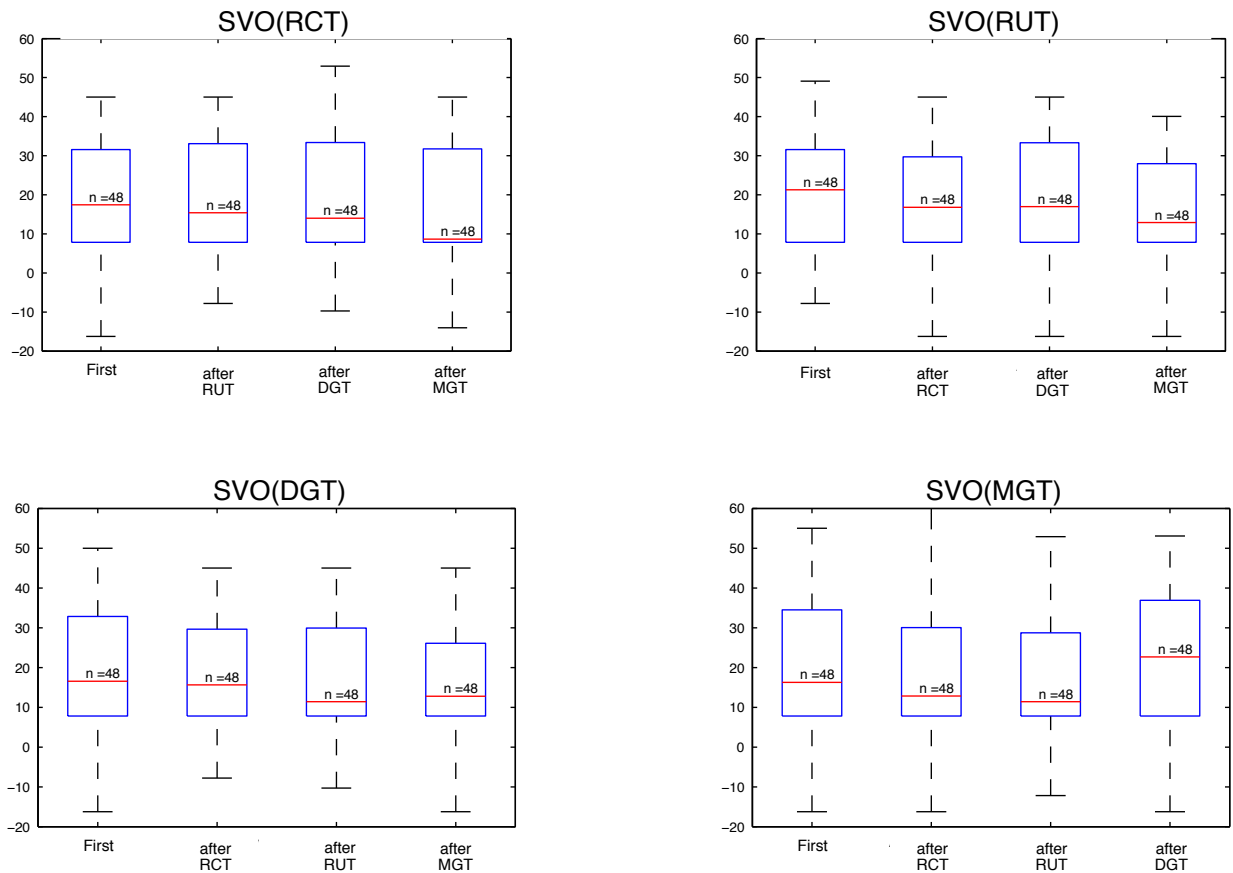 SVO(RCT)
60
50
40
30
20
10
0
−10
−20
n =48
n =48
n =48
n =48
First
after
RUT
after
DGT
after
MGT
SVO(RUT)
60
50
40
30
20
10
0
−10
−20
n =48
n =48
n =48
n =48
First
after
RCT
after
DGT
after
MGT
SVO(DGT)
60
50
40
30
20
10
0
−10
−20
n =48
n =48
n =48
n =48
First
after
RCT
after
RUT
after
MGT
SVO(MGT)
60
50
40
30
20
10
0
−10
−20
n =48
n =48
n =48
n =48
First
after
RCT
after
RUT
after
DGT